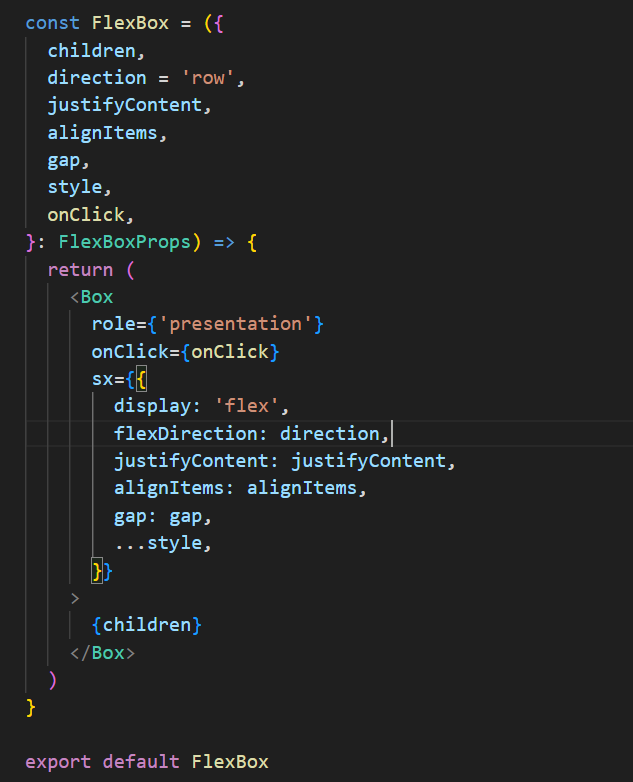 const FlexBox = ({
  children,
  direction = 'row',
  justifyContent,
  alignItems,
  gap,
  style,
  onClick,
}: FlexBoxProps) => {
  return (
    <Box
      role={'presentation'}
      onClick={onClick}
      sx={{
        display: 'flex',
        flexDirection: direction,
        justifyContent: justifyContent,
        alignItems: alignItems,
        gap: gap,
        ...style,
      }}
    >
      {children}
    </Box>
  )
}

export default FlexBox